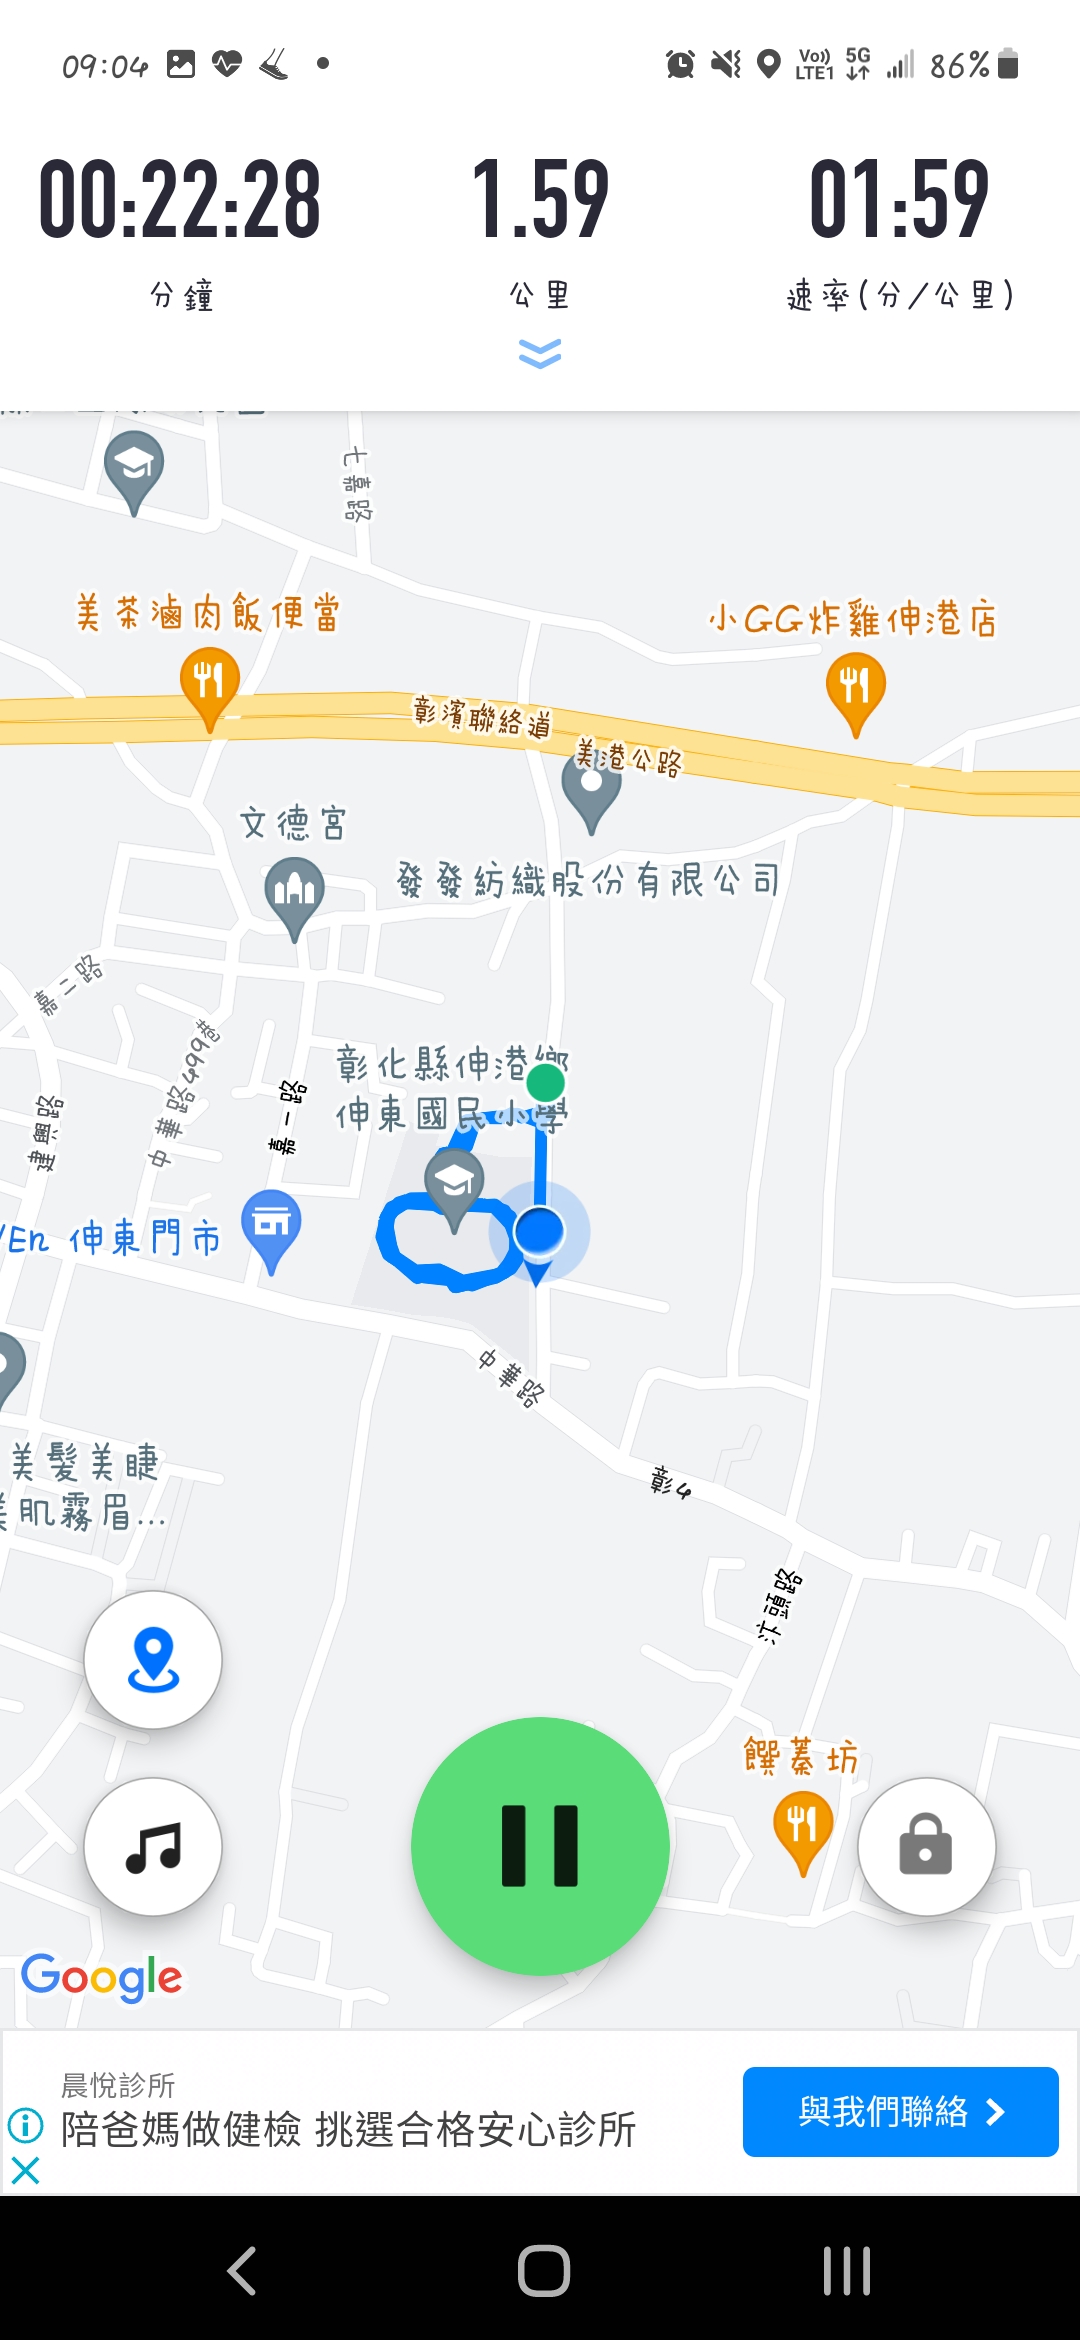 09:04
Vo)) LTE1 5G 86%
00:22:28 1.59 01:59
分鐘 公里 速率(分/公里)
七嘉路
美茶滷肉飯便當
小GG炸雞伸港店
彰濱聯絡道
美港公路
文德宮
發發紡織股份有限公司
嘉二路
中華路499巷
彰化縣伸港鄉
伸東國民小學
嘉一路
建興路
/En 伸東門市
中華路
美髮美睫
美肌霧眉...
彰4
汴頭路
饌蓁坊
Google
晨悅診所
陪爸媽做健檢 挑選合格安心診所
與我們聯絡